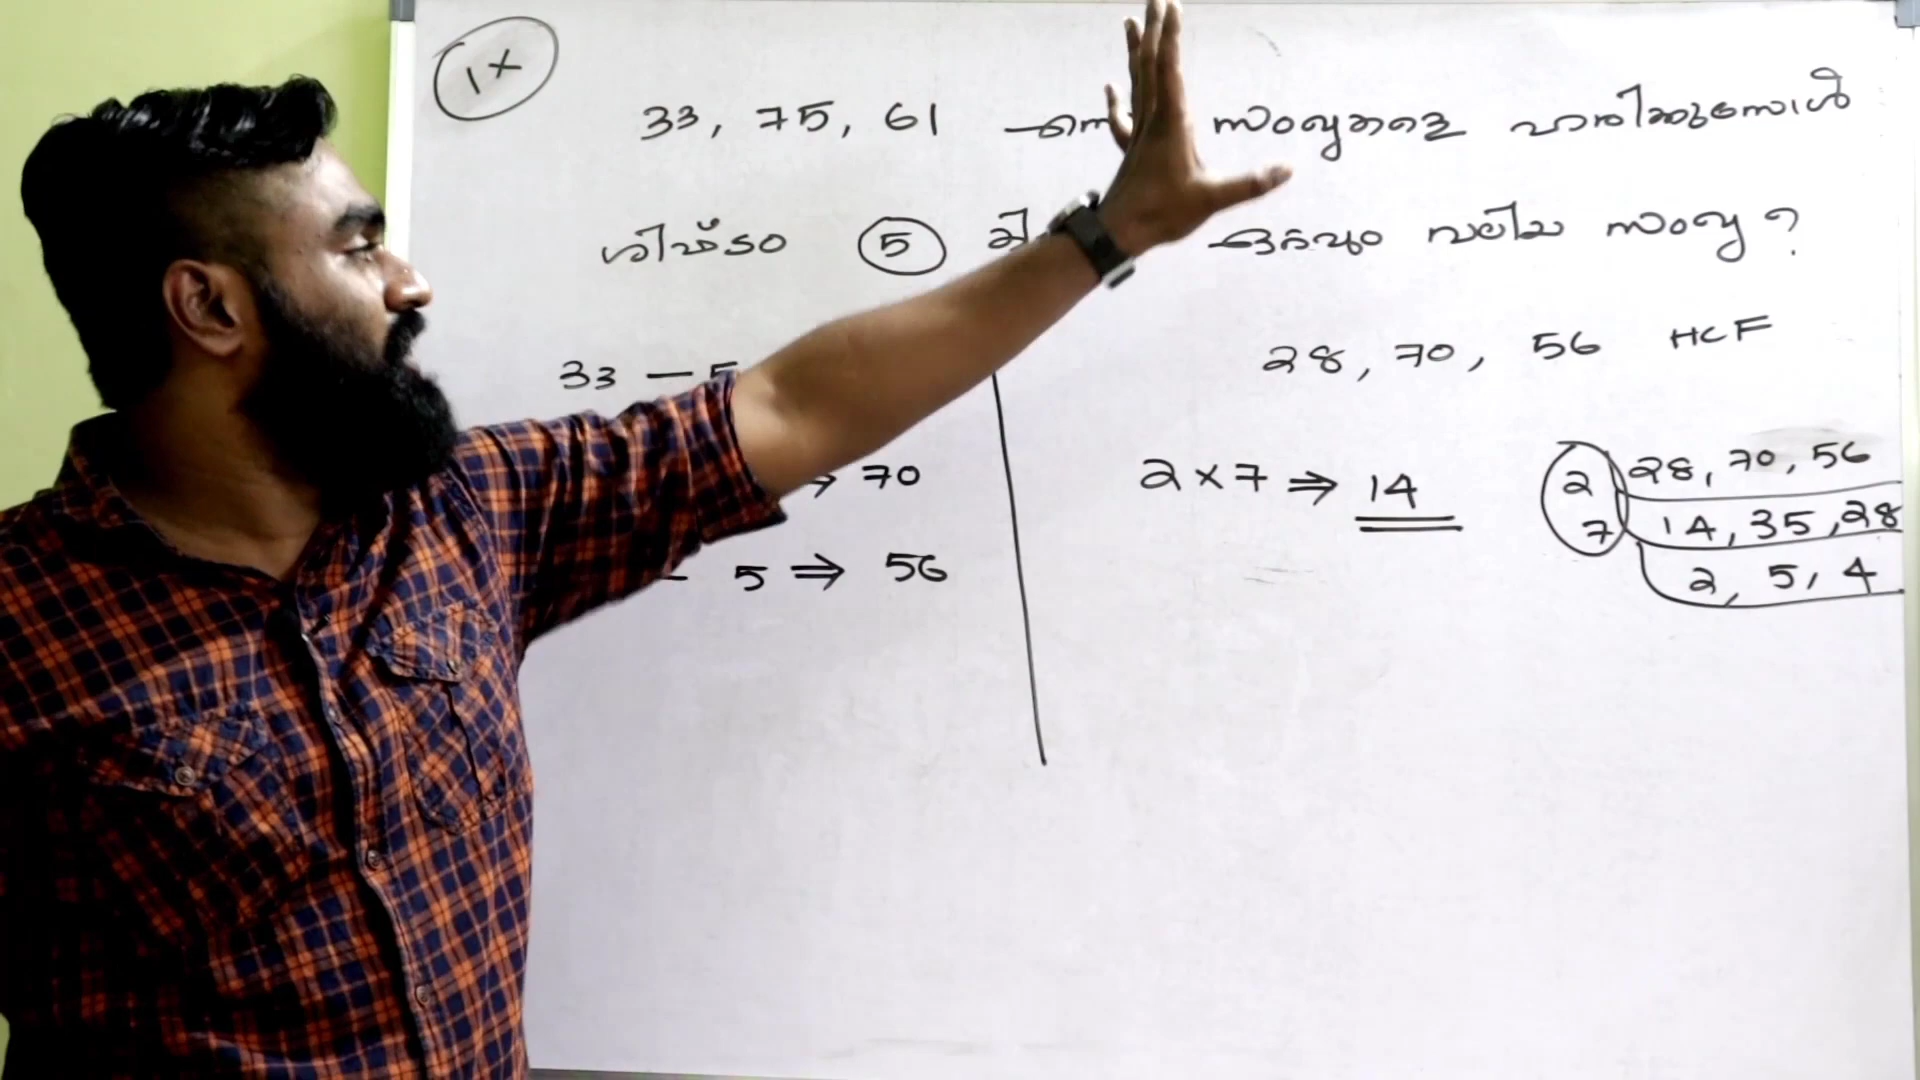 1x
33, 75, 61 സംഖ്യകളെ ഹരിക്കുമ്പോൾ
ശിഷ്ടം 5 ഏറ്റവും വലിയ സംഖ്യ ?
33 — 5
→ 70
- 5 ⇒ 56
28, 70, 56 HCF
2 x 7 ⇒ 14
2 28, 70, 56
7 14, 35, 28
2, 5, 4